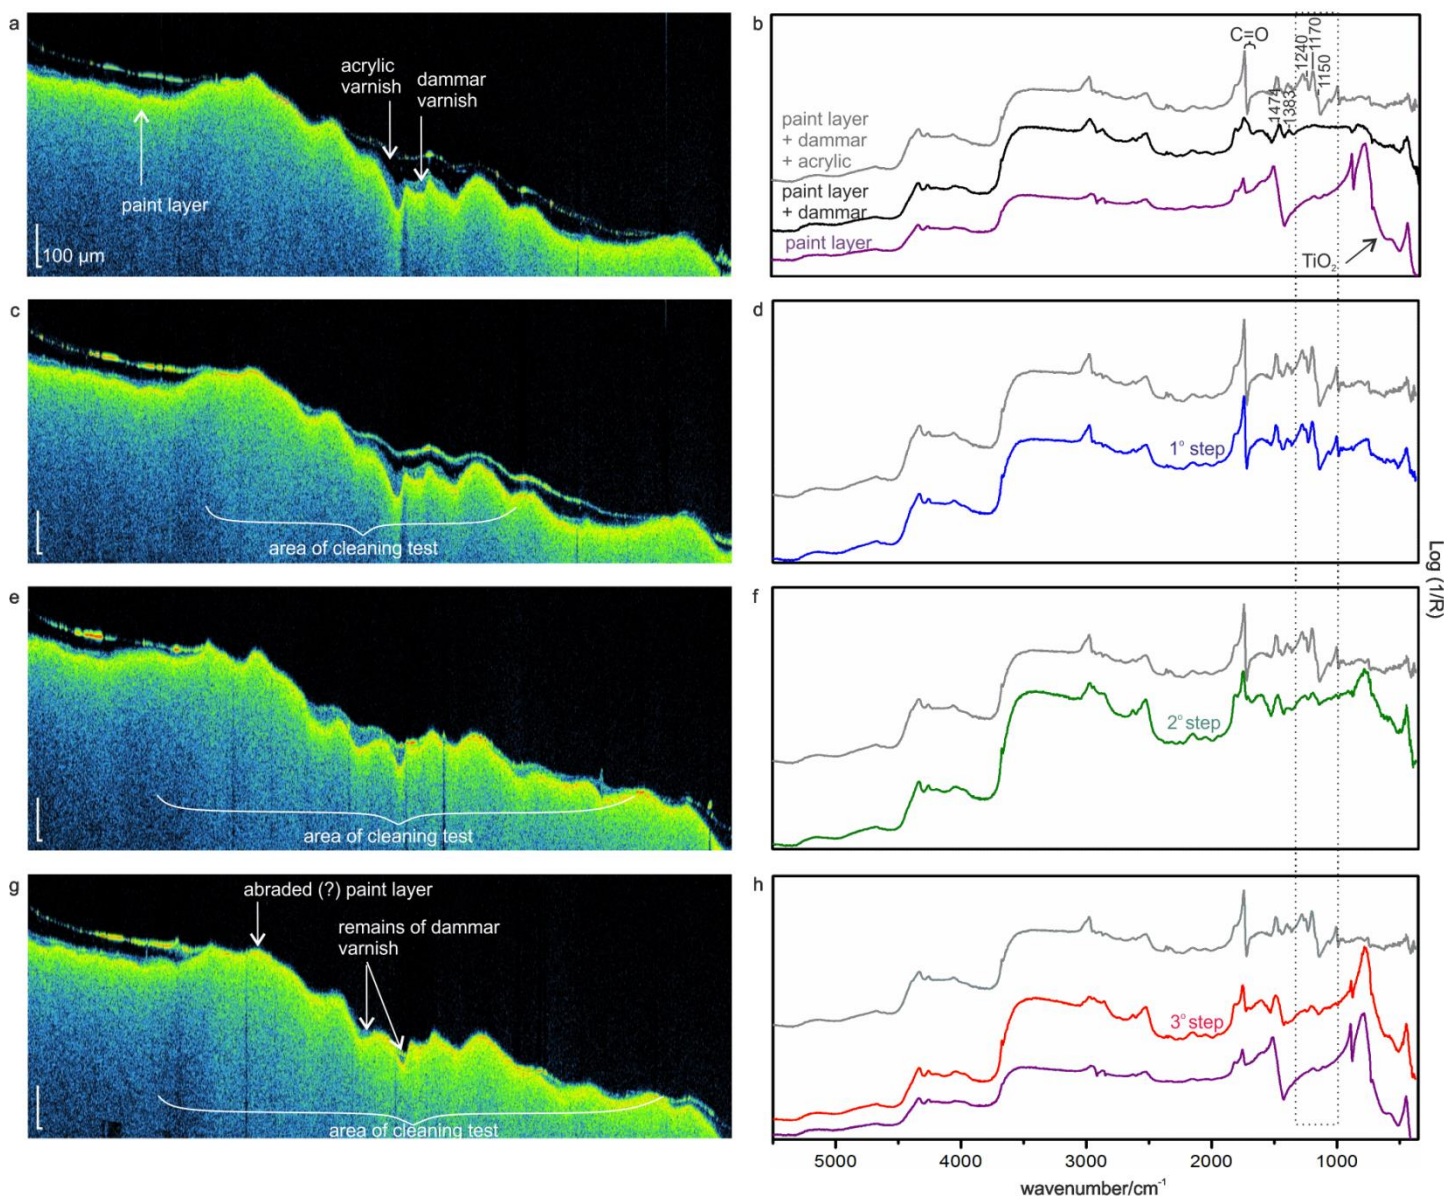 a
acrylic
varnish
dammar
varnish
paint layer
100 µm
b
C=O
1474
1383
1240
1170
1150
paint layer
+ dammar
+ acrylic
paint layer
+ dammar
paint layer
TiO₂
c
area of cleaning test
d
1° step
e
area of cleaning test
f
2° step
g
abraded (?) paint layer
remains of dammar
varnish
area of cleaning test
h
3° step
Log (1/R)
5000 4000 3000 2000 1000
wavenumber/cm⁻¹